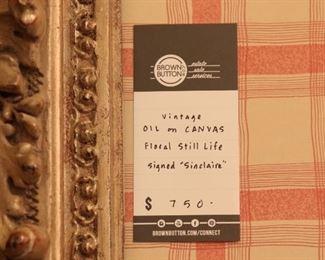 BROWN
BUTTON
estate
sale
services
vintage
OIL on CANVAS
Floral Still Life
signed "Sinclaire"
$ 750.
BROWNBUTTON.COM/CONNECT